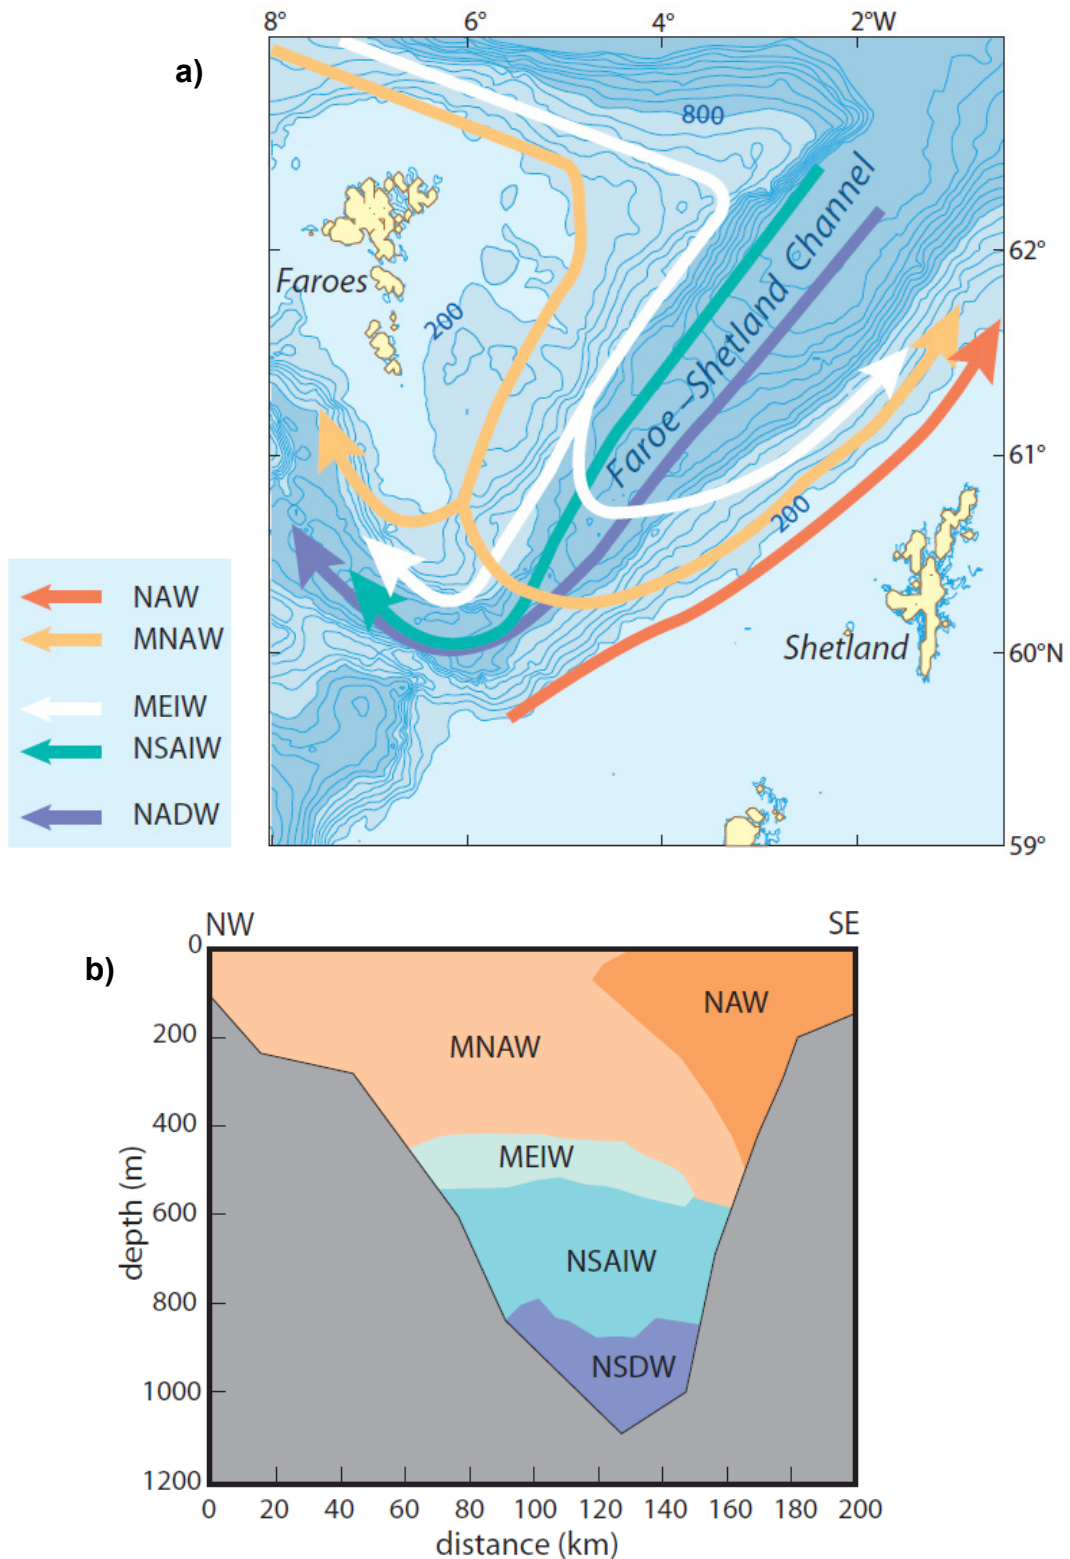 8° 6° 4° 2°W
a)
800
Faroe–Shetland Channel
62°
Faroes
200
61°
200
NAW
MNAW
Shetland
60°N
MEIW
NSAIW
NADW
59°
NW SE
b)
0
NAW
200
MNAW
400
MEIW
600
NSAIW
800
NSDW
1000
1200
depth (m)
0 20 40 60 80 100 120 140 160 180 200
distance (km)